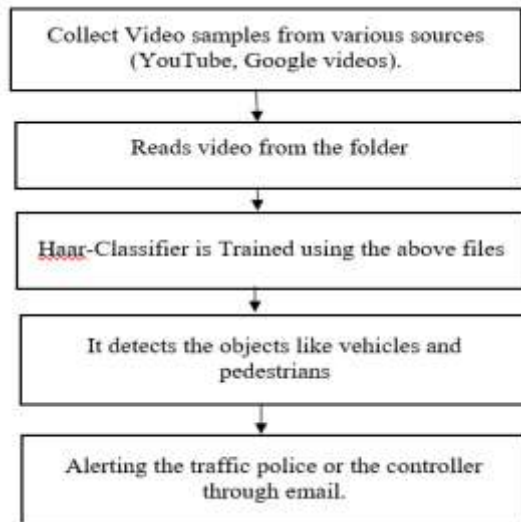 Collect Video samples from various sources
(YouTube, Google videos).
Reads video from the folder
Haar-Classifier is Trained using the above files
It detects the objects like vehicles and
pedestrians
Alerting the traffic police or the controller
through email.